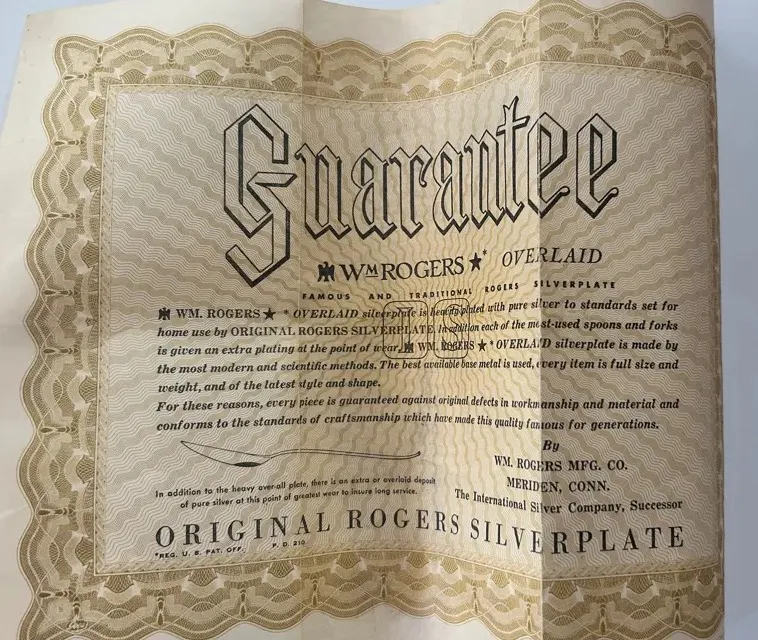 Guarantee
WM ROGERS ★* OVERLAID
FAMOUS AND TRADITIONAL ROGERS SILVERPLATE
WM. ROGERS ★ * OVERLAID silverplate is heavily plated with pure silver to standards set for
home use by ORIGINAL ROGERS SILVERPLATE. In addition each of the most-used spoons and forks
is given an extra plating at the point of wear. WM. ROGERS ★ * OVERLAID silverplate is made by
the most modern and scientific methods. The best available base metal is used, every item is full size and
weight, and of the latest style and shape.
For these reasons, every piece is guaranteed against original defects in workmanship and material and
conforms to the standards of craftsmanship which have made this quality famous for generations.
By
WM. ROGERS MFG. CO.
MERIDEN, CONN.
The International Silver Company, Successor
In addition to the heavy over-all plate, there is an extra or overlaid deposit
of pure silver at this point of greatest wear to insure long service.
ORIGINAL ROGERS SILVERPLATE
*REG. U. S. PAT. OFF. P. D. 210